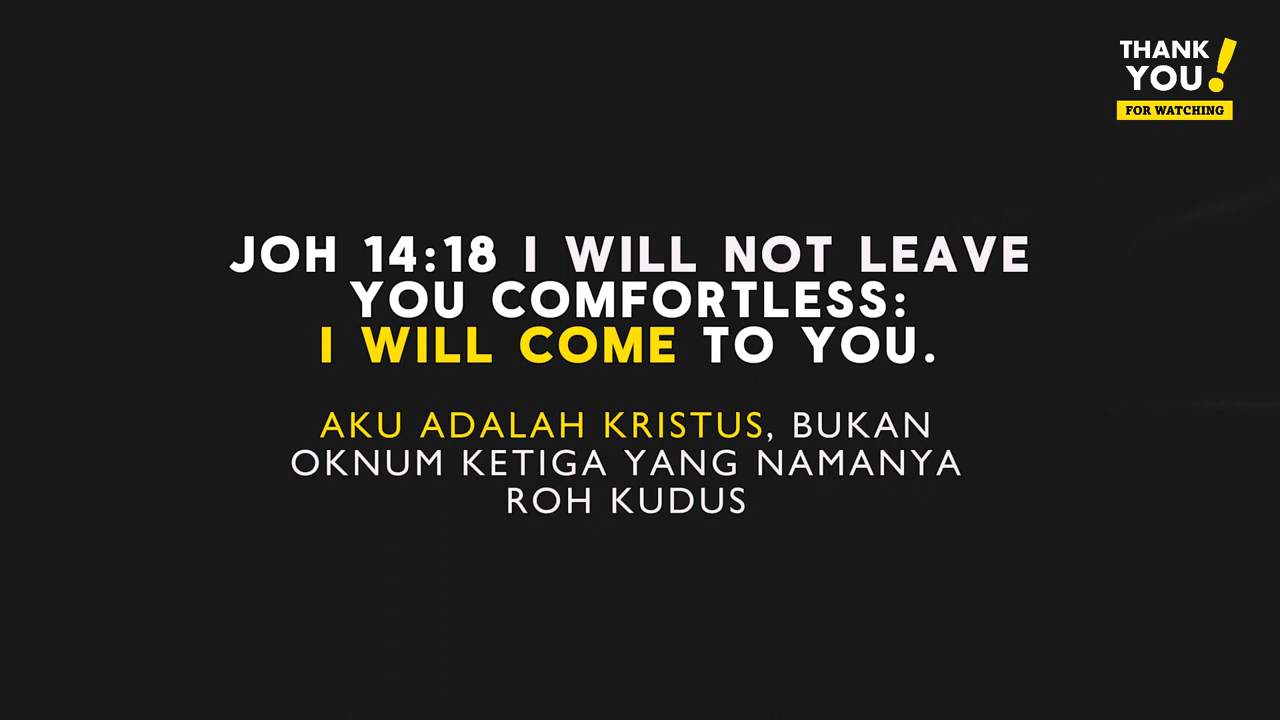 THANK
YOU!
FOR WATCHING
JOH 14:18 I WILL NOT LEAVE
YOU COMFORTLESS:
I WILL COME TO YOU.
AKU ADALAH KRISTUS, BUKAN
OKNUM KETIGA YANG NAMANYA
ROH KUDUS